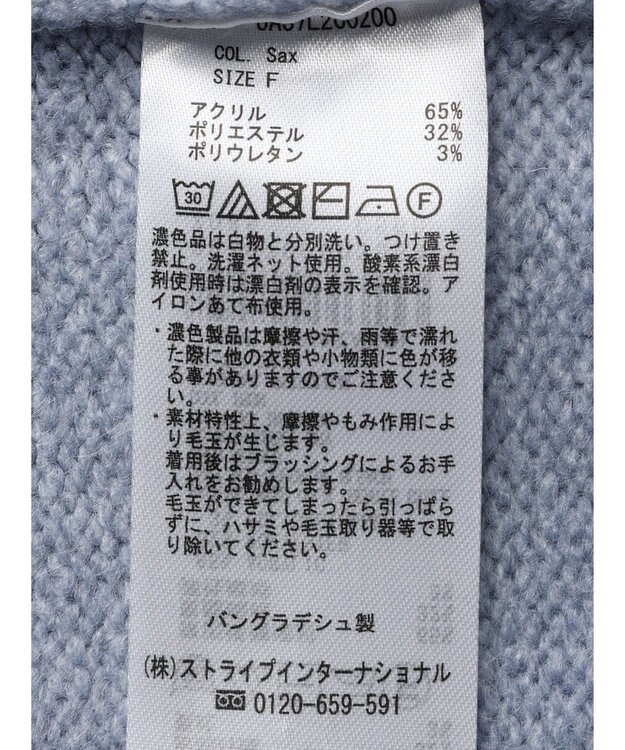 COL. Sax
SIZE F
アクリル 65%
ポリエステル 32%
ポリウレタン 3%
30 F
濃色品は白物と分別洗い。つけ置き
禁止。洗濯ネット使用。酸素系漂白
剤使用時は漂白剤の表示を確認。ア
イロンあて布使用。
・濃色製品は摩擦や汗、雨等で濡れ
た際に他の衣類や小物類に色が移
る事がありますのでご注意くださ
い。
・素材特性上、摩擦やもみ作用によ
り毛玉が生じます。
着用後はブラッシングによるお手
入れをお勧めします。
毛玉ができてしまったら引っぱら
ずに、ハサミや毛玉取り器等で取
り除いてください。
バングラデシュ製
(株)ストライプインターナショナル
0120-659-591